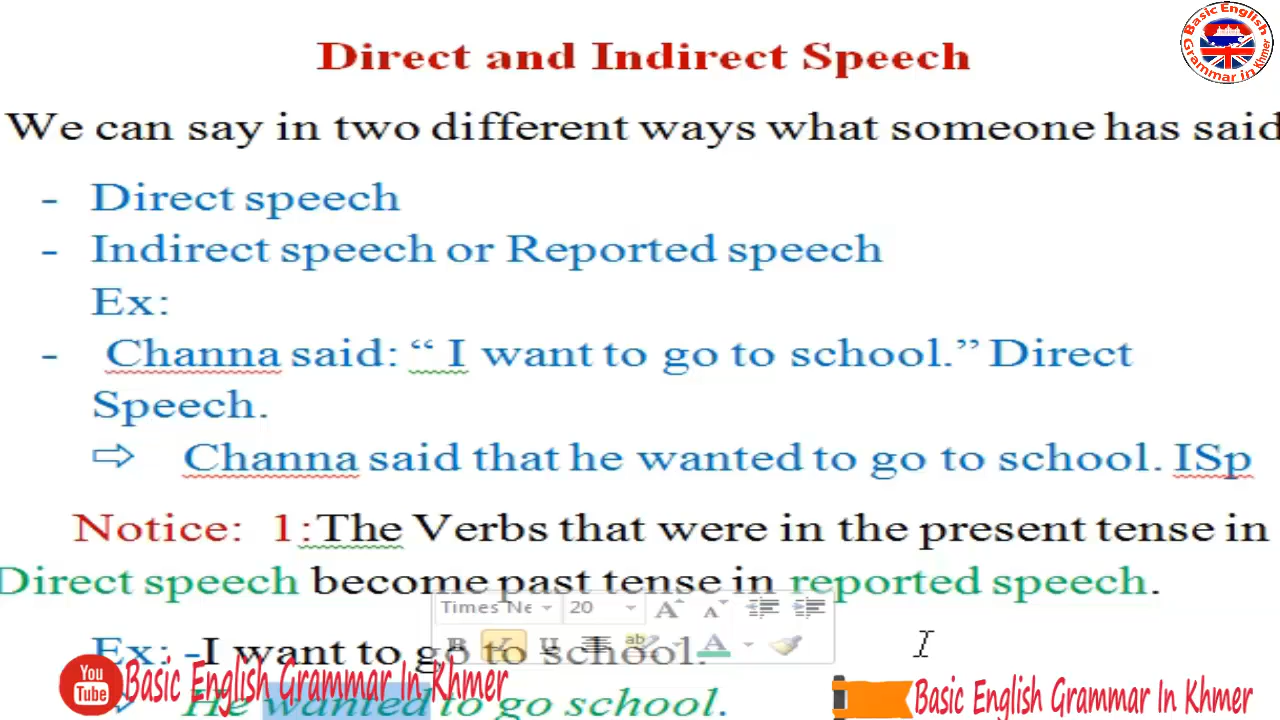 Direct and Indirect Speech
Basic English Grammar in Khmer
We can say in two different ways what someone has said
- Direct speech
- Indirect speech or Reported speech
Ex:
- Channa said: “ I want to go to school.” Direct
Speech.
⇨ Channa said that he wanted to go to school. ISp
Notice: 1:The Verbs that were in the present tense in
Direct speech become past tense in reported speech.
Times Ne 20
Ex: -I want to go to school.
You Tube Basic English Grammar In Khmer
He wanted to go school.
Basic English Grammar In Khmer